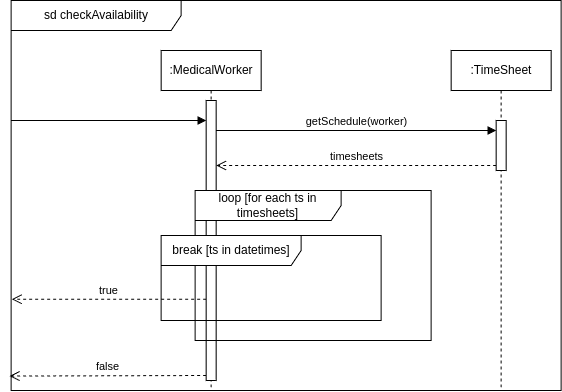 sd checkAvailability
:MedicalWorker
:TimeSheet
getSchedule(worker)
timesheets
loop [for each ts in
timesheets]
break [ts in datetimes]
true
false